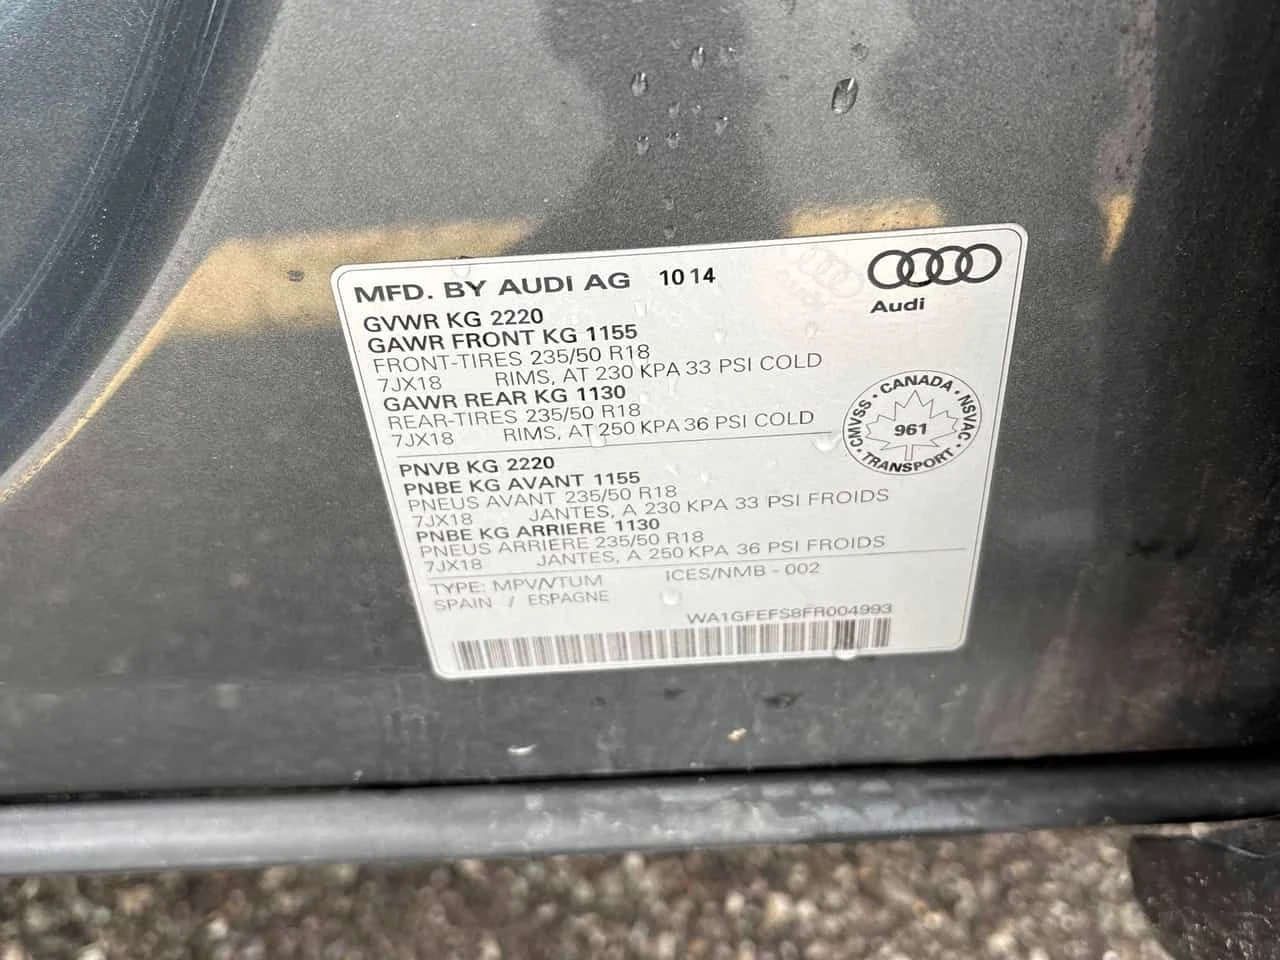 MFD. BY AUDI AG 10 14
Audi
GVWR KG 2220
GAWR FRONT KG 1155
FRONT-TIRES 235/50 R18
7JX18 RIMS, AT 230 KPA 33 PSI COLD
GAWR REAR KG 1130
REAR-TIRES 235/50 R18
7JX18 RIMS, AT 250 KPA 36 PSI COLD
CMVSS · CANADA · NSVAC · TRANSPORT ·
961
PNVB KG 2220
PNBE KG AVANT 1155
PNEUS AVANT 235/50 R18
7JX18 JANTES, A 230 KPA 33 PSI FROIDS
PNBE KG ARRIERE 1130
PNEUS ARRIERE 235/50 R18
7JX18 JANTES, A 250 KPA 36 PSI FROIDS
TYPE: MPV/VTUM ICES/NMB - 002
SPAIN / ESPAGNE
WA1GFEFS8FR004993